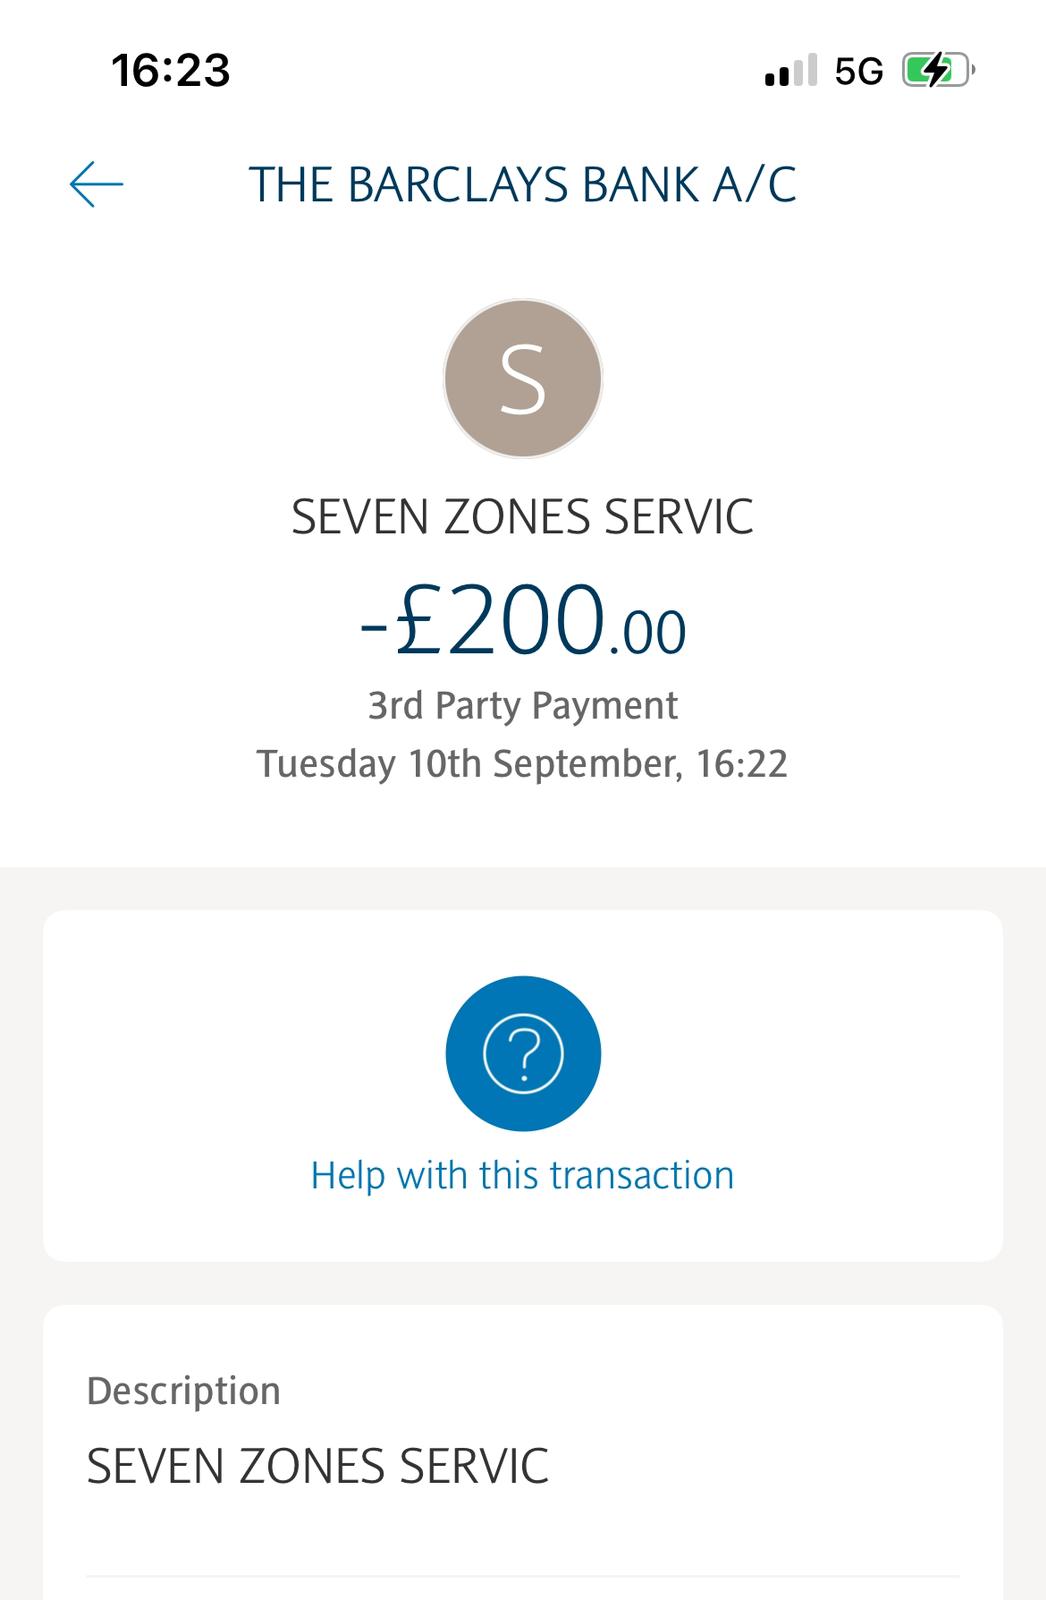 16:23
5G
THE BARCLAYS BANK A/C
S
SEVEN ZONES SERVIC
-£200.00
3rd Party Payment
Tuesday 10th September, 16:22
?
Help with this transaction
Description
SEVEN ZONES SERVIC